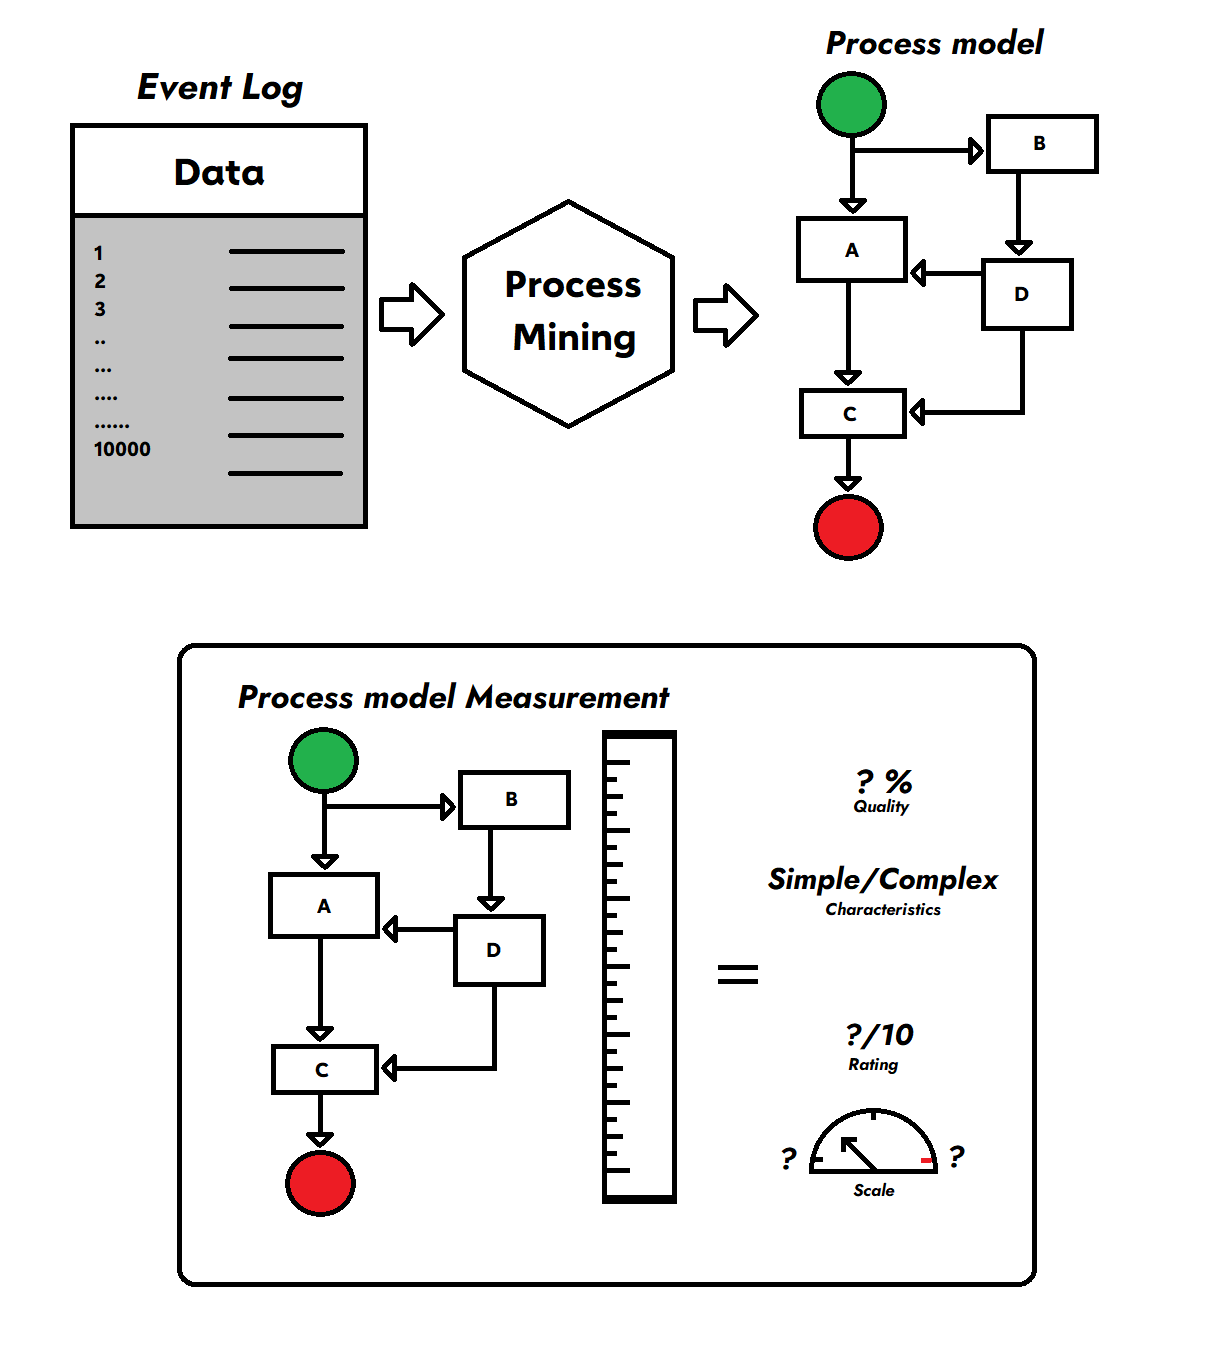 Event Log
Data
1
2
3
..
...
....
......
10000
Process
Mining
Process model
B
A
D
C
Process model Measurement
B
A
D
C
? %
Quality
Simple/Complex
Characteristics
?/10
Rating
? ?
Scale